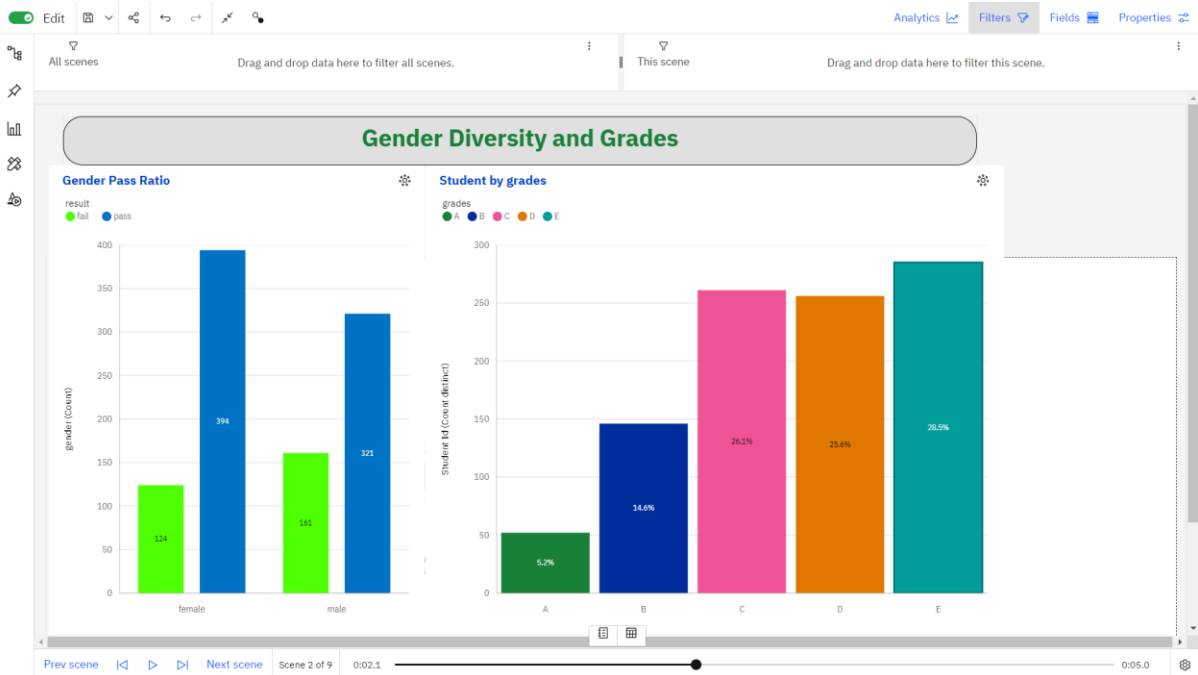 Edit
Analytics
Filters
Fields
Properties
All scenes
Drag and drop data here to filter all scenes.
This scene
Drag and drop data here to filter this scene.
Gender Diversity and Grades
Gender Pass Ratio
result
fail pass
gender (Count)
400
350
300
250
200
150
100
50
0
124
394
161
321
female male
Student by grades
grades
A B C D E
Student Id (Count distinct)
300
250
200
150
100
50
0
5.2%
14.6%
26.1%
25.6%
28.5%
A B C D E
Prev scene
Next scene
Scene 2 of 9
0:02.1
0:05.0